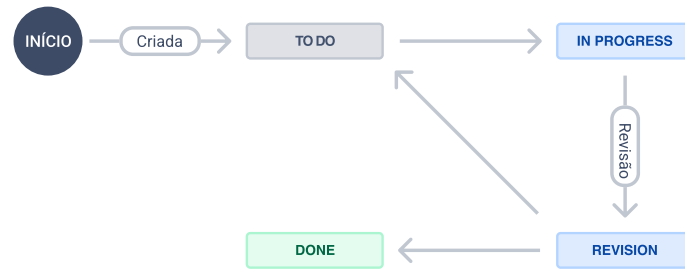 INÍCIO
Criada
TO DO
IN PROGRESS
Revisão
DONE
REVISION